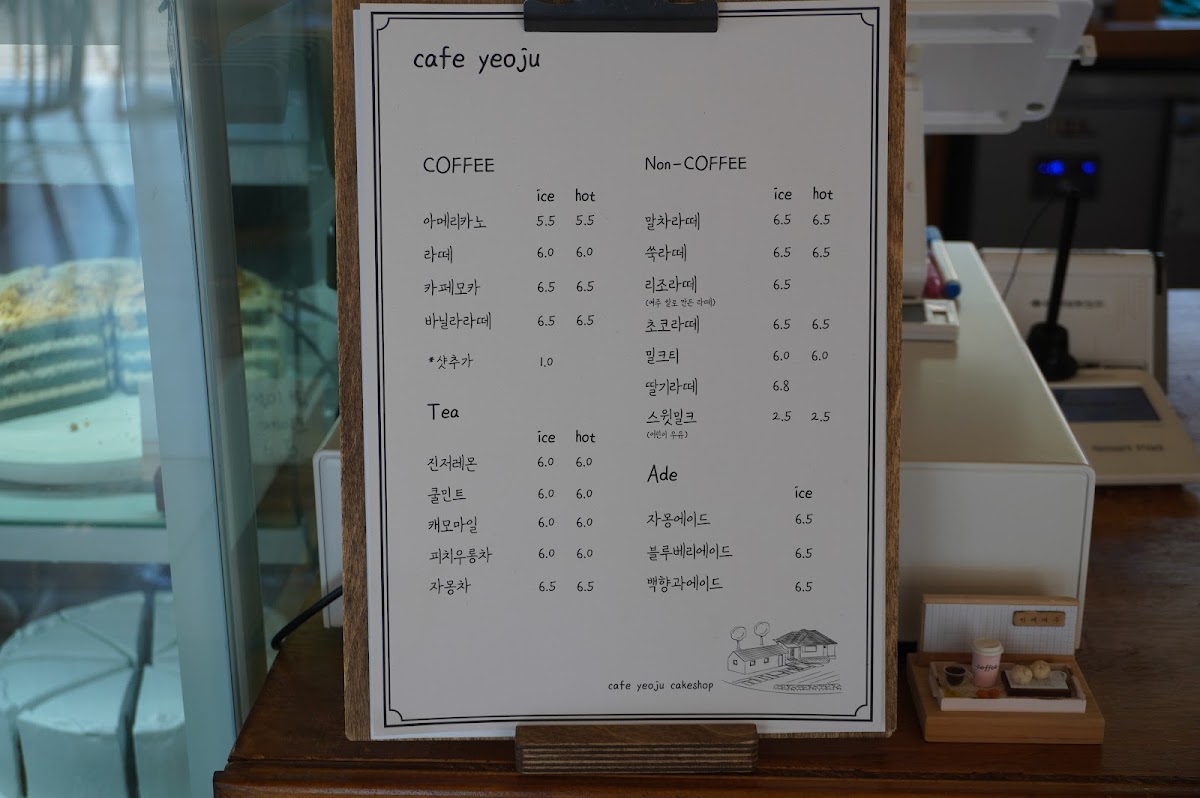 cafe yeoju
COFFEE
ice hot
아메리카노 5.5 5.5
라떼 6.0 6.0
카페모카 6.5 6.5
바닐라라떼 6.5 6.5
*샷추가 1.0
Tea
ice hot
진저레몬 6.0 6.0
쿨민트 6.0 6.0
캐모마일 6.0 6.0
피치우롱차 6.0 6.0
자몽차 6.5 6.5
Non-COFFEE
ice hot
말차라떼 6.5 6.5
쑥라떼 6.5 6.5
리조라떼 6.5
(여주 쌀로 만든 라떼)
초코라떼 6.5 6.5
밀크티 6.0 6.0
딸기라떼 6.8
스윗밀크 2.5 2.5
(어린이 우유)
Ade
ice
자몽에이드 6.5
블루베리에이드 6.5
백향과에이드 6.5
cafe yeoju cakeshop
coffee